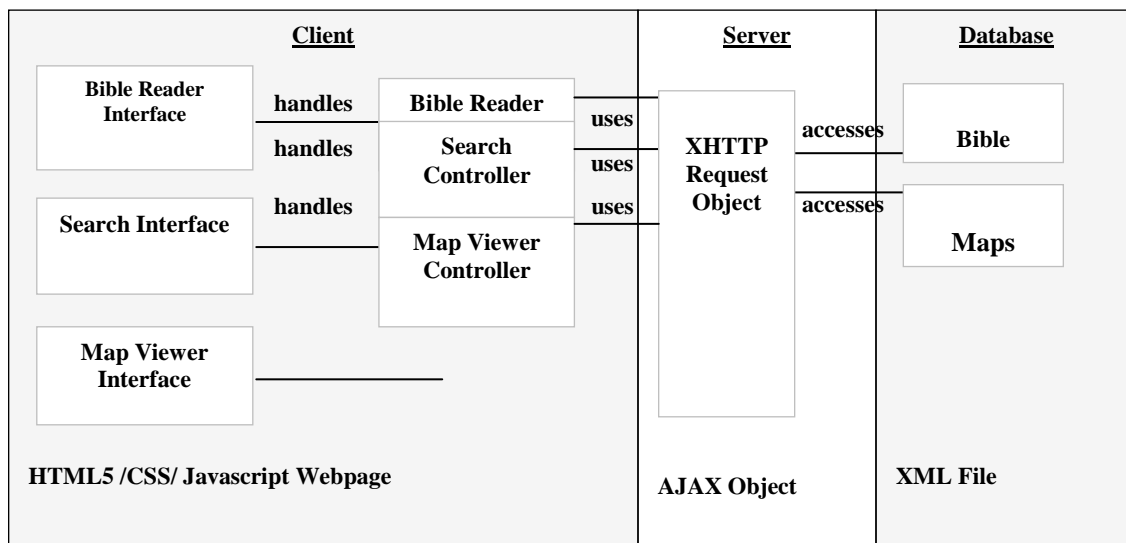 Client
Server
Database
Bible Reader
Interface
handles
handles
handles
Search Interface
Map Viewer
Interface
Bible Reader
Search
Controller
Map Viewer
Controller
uses
uses
uses
XHTTP
Request
Object
accesses
accesses
Bible
Maps
HTML5 /CSS/ Javascript Webpage
AJAX Object
XML File